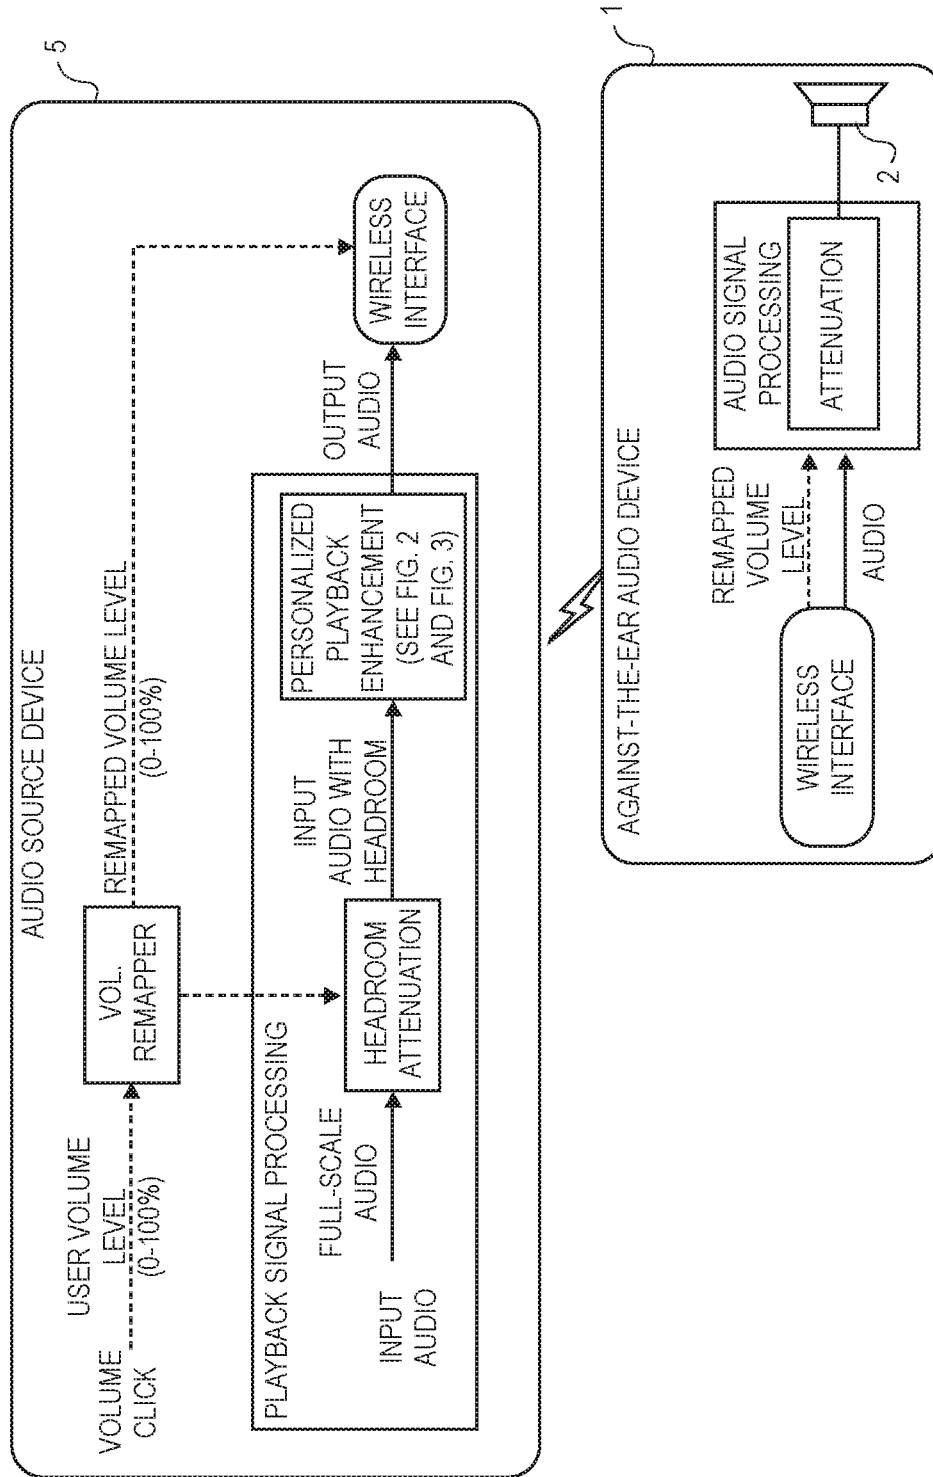 AUDIO SOURCE DEVICE
5
VOLUME
CLICK
USER VOLUME
LEVEL
(0-100%)
VOL.
REMAPPER
REMAPPED VOLUME LEVEL
(0-100%)
PLAYBACK SIGNAL PROCESSING
INPUT
AUDIO
FULL-SCALE
AUDIO
HEADROOM
ATTENUATION
INPUT
AUDIO WITH
HEADROOM
PERSONALIZED
PLAYBACK
ENHANCEMENT
(SEE FIG. 2
AND FIG. 3)
OUTPUT
AUDIO
WIRELESS
INTERFACE
AGAINST-THE-EAR AUDIO DEVICE
1
WIRELESS
INTERFACE
REMAPPED
VOLUME
LEVEL
AUDIO
AUDIO SIGNAL
PROCESSING
ATTENUATION
2